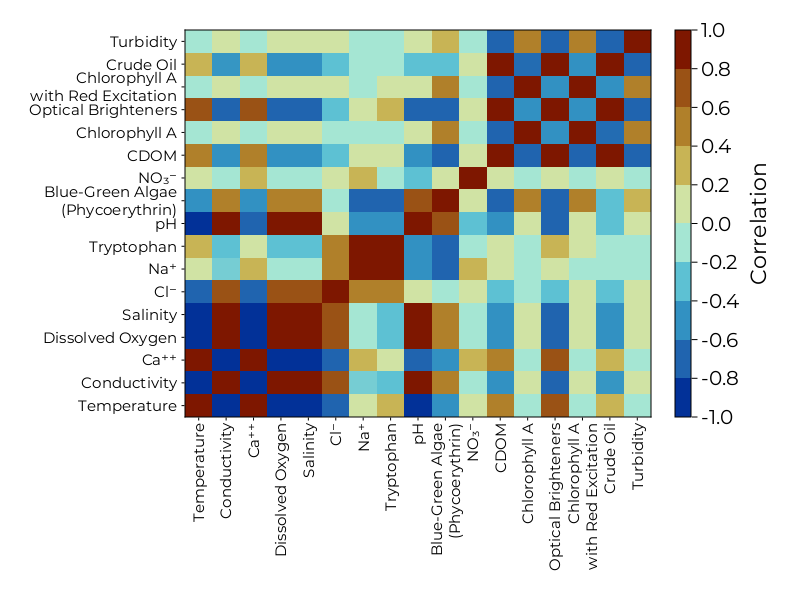 Turbidity
Crude Oil
Chlorophyll A
with Red Excitation
Optical Brighteners
Chlorophyll A
CDOM
NO₃⁻
Blue-Green Algae
(Phycoerythrin)
pH
Tryptophan
Na⁺
Cl⁻
Salinity
Dissolved Oxygen
Ca⁺⁺
Conductivity
Temperature
Temperature
Conductivity
Ca⁺⁺
Dissolved Oxygen
Salinity
Cl⁻
Na⁺
Tryptophan
pH
Blue-Green Algae
(Phycoerythrin)
NO₃⁻
CDOM
Chlorophyll A
Optical Brighteners
Chlorophyll A
with Red Excitation
Crude Oil
Turbidity
1.0
0.8
0.6
0.4
0.2
0.0
-0.2
-0.4
-0.6
-0.8
-1.0
Correlation